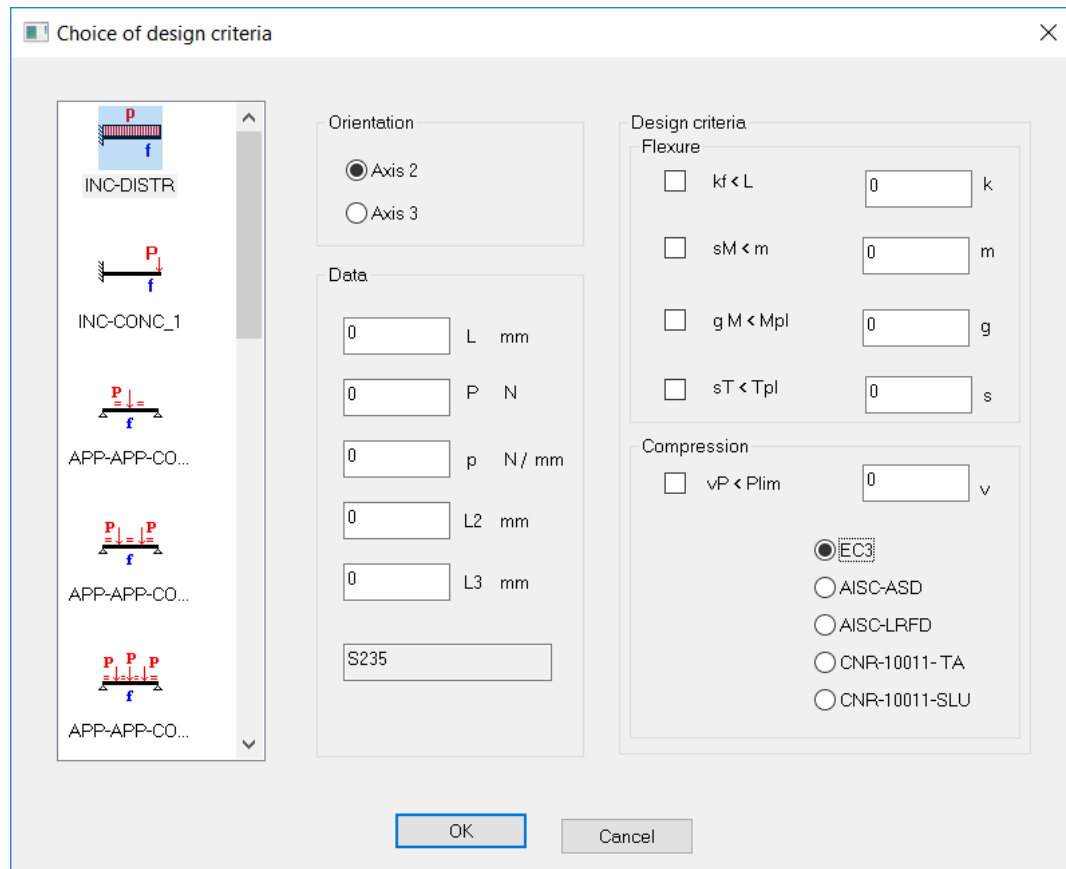 Choice of design criteria
p
f
INC-DISTR
P
f
INC-CONC_1
P
f
APP-APP-CO...
P P
f
APP-APP-CO...
P P P
f
APP-APP-CO...
Orientation
Axis 2
Axis 3
Data
0 L mm
0 P N
0 p N / mm
0 L2 mm
0 L3 mm
S235
Design criteria
Flexure
kf < L 0 k
sM < m 0 m
g M < Mpl 0 g
sT < Tpl 0 s
Compression
vP < Plim 0 v
EC3
AISC-ASD
AISC-LRFD
CNR-10011- TA
CNR-10011-SLU
OK
Cancel